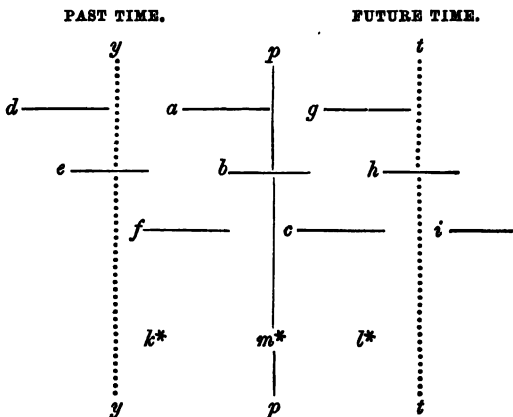 PAST TIME. FUTURE TIME.
y p t
d a g
e b h
f c i
k* m* l*
y p t